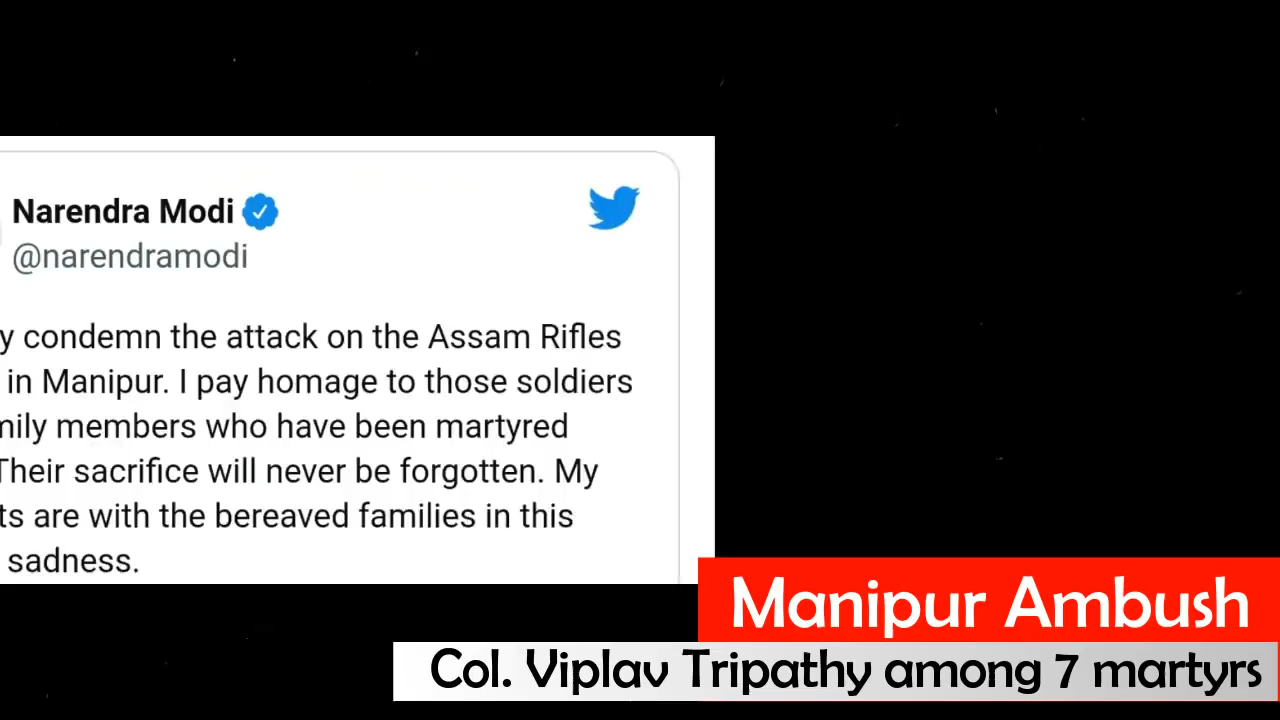 Narendra Modi
@narendramodi
y condemn the attack on the Assam Rifles
in Manipur. I pay homage to those soldiers
mily members who have been martyred
Their sacrifice will never be forgotten. My
ts are with the bereaved families in this
sadness.
Manipur Ambush
Col. Viplav Tripathy among 7 martyrs